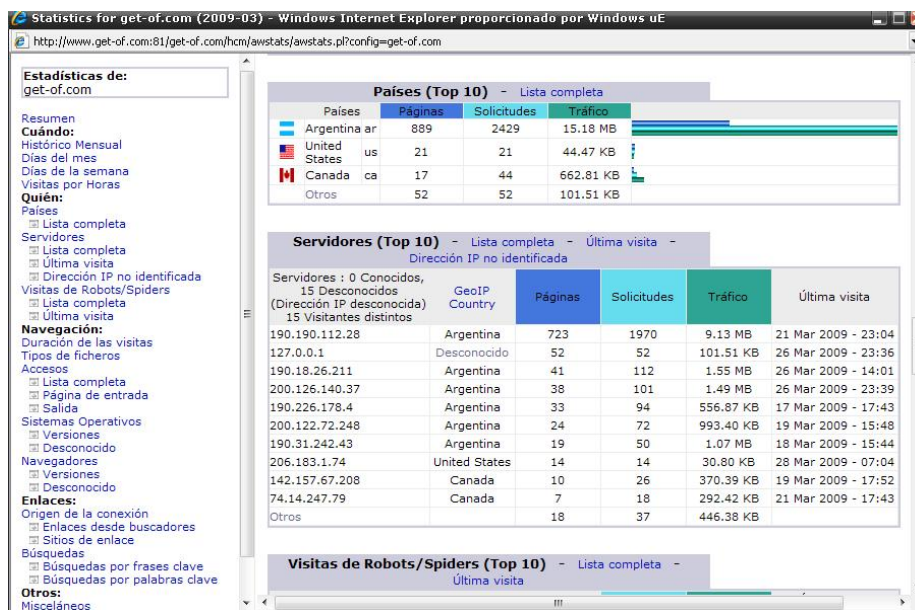 Statistics for get-of.com (2009-03) - Windows Internet Explorer proporcionado por Windows uE
http://www.get-of.com:81/get-of.com/hcm/awstats/awstats.pl?config=get-of.com
Estadísticas de:
get-of.com
Resumen
Cuándo:
Histórico Mensual
Días del mes
Días de la semana
Visitas por Horas
Quién:
Países
Lista completa
Servidores
Lista completa
Última visita
Dirección IP no identificada
Visitas de Robots/Spiders
Lista completa
Última visita
Navegación:
Duración de las visitas
Tipos de ficheros
Accesos
Lista completa
Página de entrada
Salida
Sistemas Operativos
Versiones
Desconocido
Navegadores
Versiones
Desconocido
Enlaces:
Origen de la conexión
Enlaces desde buscadores
Sitios de enlace
Búsquedas
Búsquedas por frases clave
Búsquedas por palabras clave
Otros:
Misceláneos
Países (Top 10) - Lista completa
Países Páginas Solicitudes Tráfico
Argentina ar 889 2429 15.18 MB
United States us 21 21 44.47 KB
Canada ca 17 44 662.81 KB
Otros 52 52 101.51 KB
Servidores (Top 10) - Lista completa - Última visita -
Dirección IP no identificada
Servidores : 0 Conocidos,
15 Desconocidos
(Dirección IP desconocida)
15 Visitantes distintos
GeoIP
Country
Páginas Solicitudes Tráfico Última visita
190.190.112.28 Argentina 723 1970 9.13 MB 21 Mar 2009 - 23:04
127.0.0.1 Desconocido 52 52 101.51 KB 26 Mar 2009 - 23:36
190.18.26.211 Argentina 41 112 1.55 MB 26 Mar 2009 - 14:01
200.126.140.37 Argentina 38 101 1.49 MB 26 Mar 2009 - 23:39
190.226.178.4 Argentina 33 94 556.87 KB 17 Mar 2009 - 17:43
200.122.72.248 Argentina 24 72 993.40 KB 19 Mar 2009 - 15:48
190.31.242.43 Argentina 19 50 1.07 MB 18 Mar 2009 - 15:44
206.183.1.74 United States 14 14 30.80 KB 28 Mar 2009 - 07:04
142.157.67.208 Canada 10 26 370.39 KB 19 Mar 2009 - 17:52
74.14.247.79 Canada 7 18 292.42 KB 21 Mar 2009 - 17:43
Otros 18 37 446.38 KB
Visitas de Robots/Spiders (Top 10) - Lista completa -
Última visita